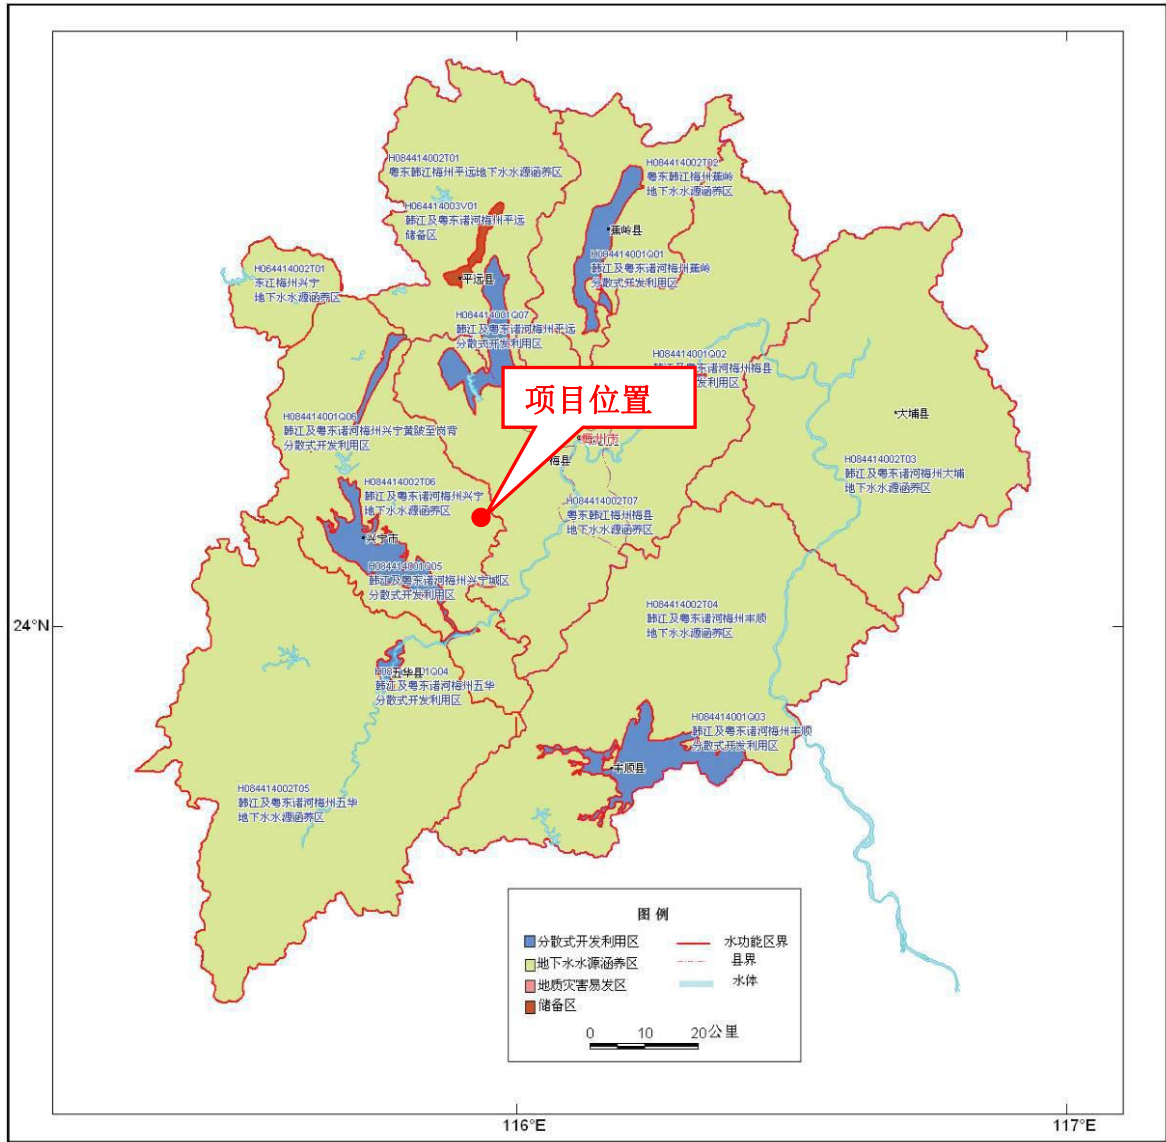 H084414002T01
粤东韩江梅州平远地下水水源涵养区
H084414002T02
粤东韩江梅州蕉岭
地下水水源涵养区
H064414003V01
韩江及粤东诸河梅州平远
储备区
蕉岭县
H084414001Q01
韩江及粤东诸河梅州蕉岭
分散式开发利用区
H064414002T01
东江梅州兴宁
地下水水源涵养区
平远县
H084414001Q07
韩江及粤东诸河梅州平远
分散式开发利用区
H084414001Q02
韩江及粤东诸河梅州梅县
发利用区
项目位置
大埔县
H084414001Q06
韩江及粤东诸河梅州兴宁黄陂至岗背
分散式开发利用区
梅州市
梅县
H084414002T03
韩江及粤东诸河梅州大埔
地下水水源涵养区
H084414002T06
韩江及粤东诸河梅州兴宁
地下水水源涵养区
H084414002T07
粤东韩江梅州梅县
地下水水源涵养区
兴宁市
H084414001Q05
韩江及粤东诸河梅州兴宁城区
分散式开发利用区
24°N
H084414002T04
韩江及粤东诸河梅州丰顺
地下水水源涵养区
1Q04
五华县
韩江及粤东诸河梅州五华
分散式开发利用区
H084414001Q03
韩江及粤东诸河梅州丰顺
分散式开发利用区
丰顺县
H084414002T05
韩江及粤东诸河梅州五华
地下水水源涵养区
图例
分散式开发利用区
水功能区界
地下水水源涵养区
县界
地质灾害易发区
水体
储备区
0 10 20公里
116°E
117°E